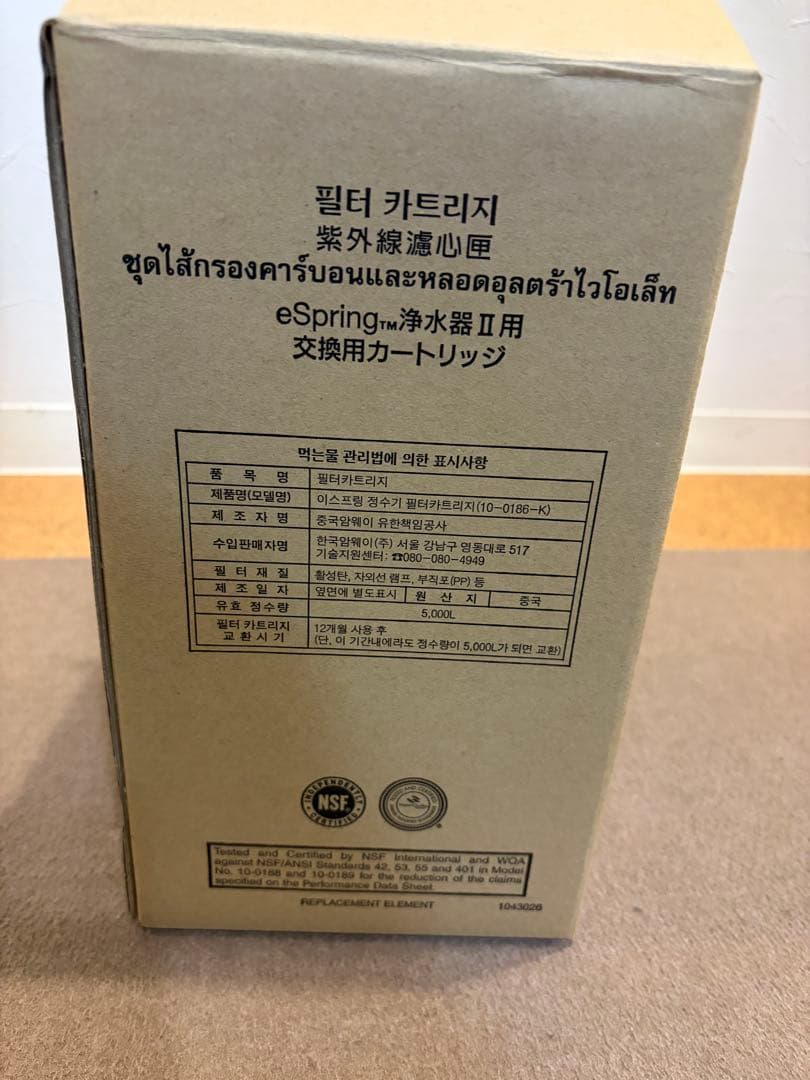 필터 카트리지
紫外線濾心匣
ชุดไส้กรองคาร์บอนและหลอดอุลตร้าไวโอเล็ท
eSpring™浄水器Ⅱ用
交換用カートリッジ
먹는물 관리법에 의한 표시사항
품 목 명 필터카트리지
제품명(모델명) 이스프링 정수기 필터카트리지(10-0186-K)
제 조 자 명 중국암웨이 유한책임공사
수입판매자명 한국암웨이(주) 서울 강남구 영동대로 517
기술지원센터: ☎080-080-4949
필 터 재 질 활성탄, 자외선 램프, 부직포(PP) 등
제 조 일 자 옆면에 별도표시 원 산 지 중국
유효 정수량 5,000L
필터 카트리지 12개월 사용 후
교 환 시 기 (단, 이 기간내에라도 정수량이 5,000L가 되면 교환)
INDEPENDENTLY
NSF
CERTIFIED
Tested and Certified by NSF International and WQA
against NSF/ANSI Standards 42, 53, 55 and 401 in Model
No. 10-0188 and 10-0189 for the reduction of the claims
specified on the Performance Data Sheet.
REPLACEMENT ELEMENT 1043026